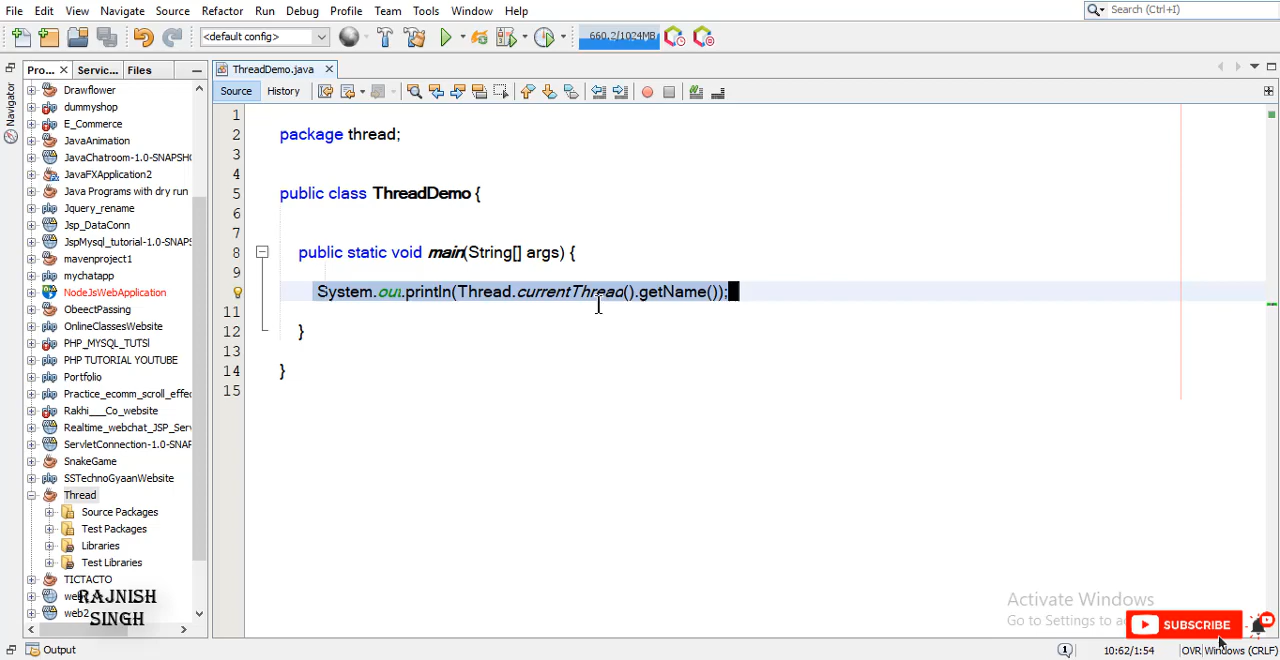 File Edit View Navigate Source Refactor Run Debug Profile Team Tools Window Help Search (Ctrl+I)
<default config> 660.2/1024MB
Pro... Servic... Files ThreadDemo.java
Navigator
Source History
Drawflower
dummyshop
E_Commerce
JavaAnimation
JavaChatroom-1.0-SNAPSHO
JavaFXApplication2
Java Programs with dry run
Jquery_rename
Jsp_DataConn
JspMysql_tutorial-1.0-SNAPS
mavenproject1
mychatapp
NodeJsWebApplication
ObeectPassing
OnlineClassesWebsite
PHP_MYSQL_TUTSl
PHP TUTORIAL YOUTUBE
Portfolio
Practice_ecomm_scroll_effec
Rakhi___Co_website
Realtime_webchat_JSP_Serv
ServletConnection-1.0-SNAP
SnakeGame
SSTechnoGyaanWebsite
Thread
Source Packages
Test Packages
Libraries
Test Libraries
TICTACTO
web2
RAJNISH
SINGH
1
2 package thread;
3
4
5 public class ThreadDemo {
6
7
8 public static void main(String[] args) {
9
System.out.println(Thread.currentThread().getName());
11
12 }
13
14 }
15
Activate Windows
Go to Settings to
SUBSCRIBE
Output 1 10:62/1:54 OVR Windows (CRLF)